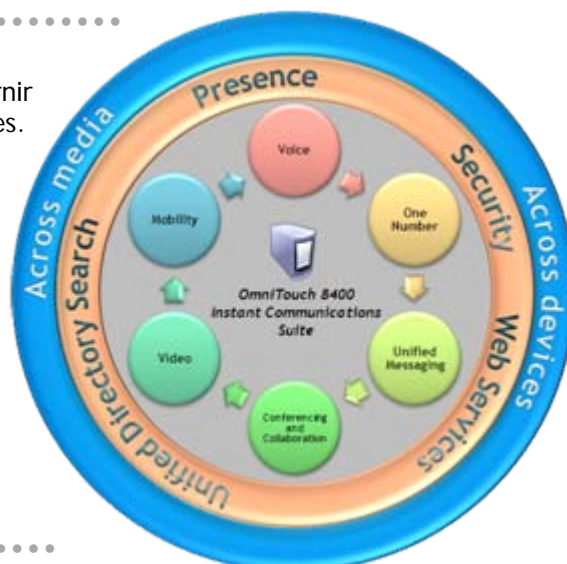 rnir
es.
Across media
Across devices
Presence
Security
Web Services
Unified Directory Search
Voice
One
Number
Unified
Messaging
Conferencing
and
Collaboration
Video
Mobility
OmniTouch 8400
Instant Communications
Suite